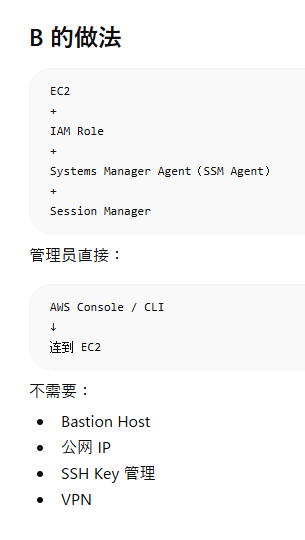 B 的做法
EC2
+
IAM Role
+
Systems Manager Agent（SSM Agent）
+
Session Manager
管理员直接：
AWS Console / CLI
↓
连到 EC2
不需要：
• Bastion Host
• 公网 IP
• SSH Key 管理
• VPN